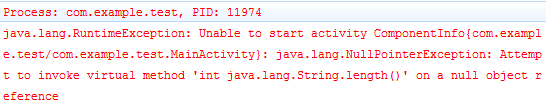 Process: com.example.test, PID: 11974
java.lang.RuntimeException: Unable to start activity ComponentInfo{com.exampl
e.test/com.example.test.MainActivity}: java.lang.NullPointerException: Attemp
t to invoke virtual method 'int java.lang.String.length()' on a null object r
eference